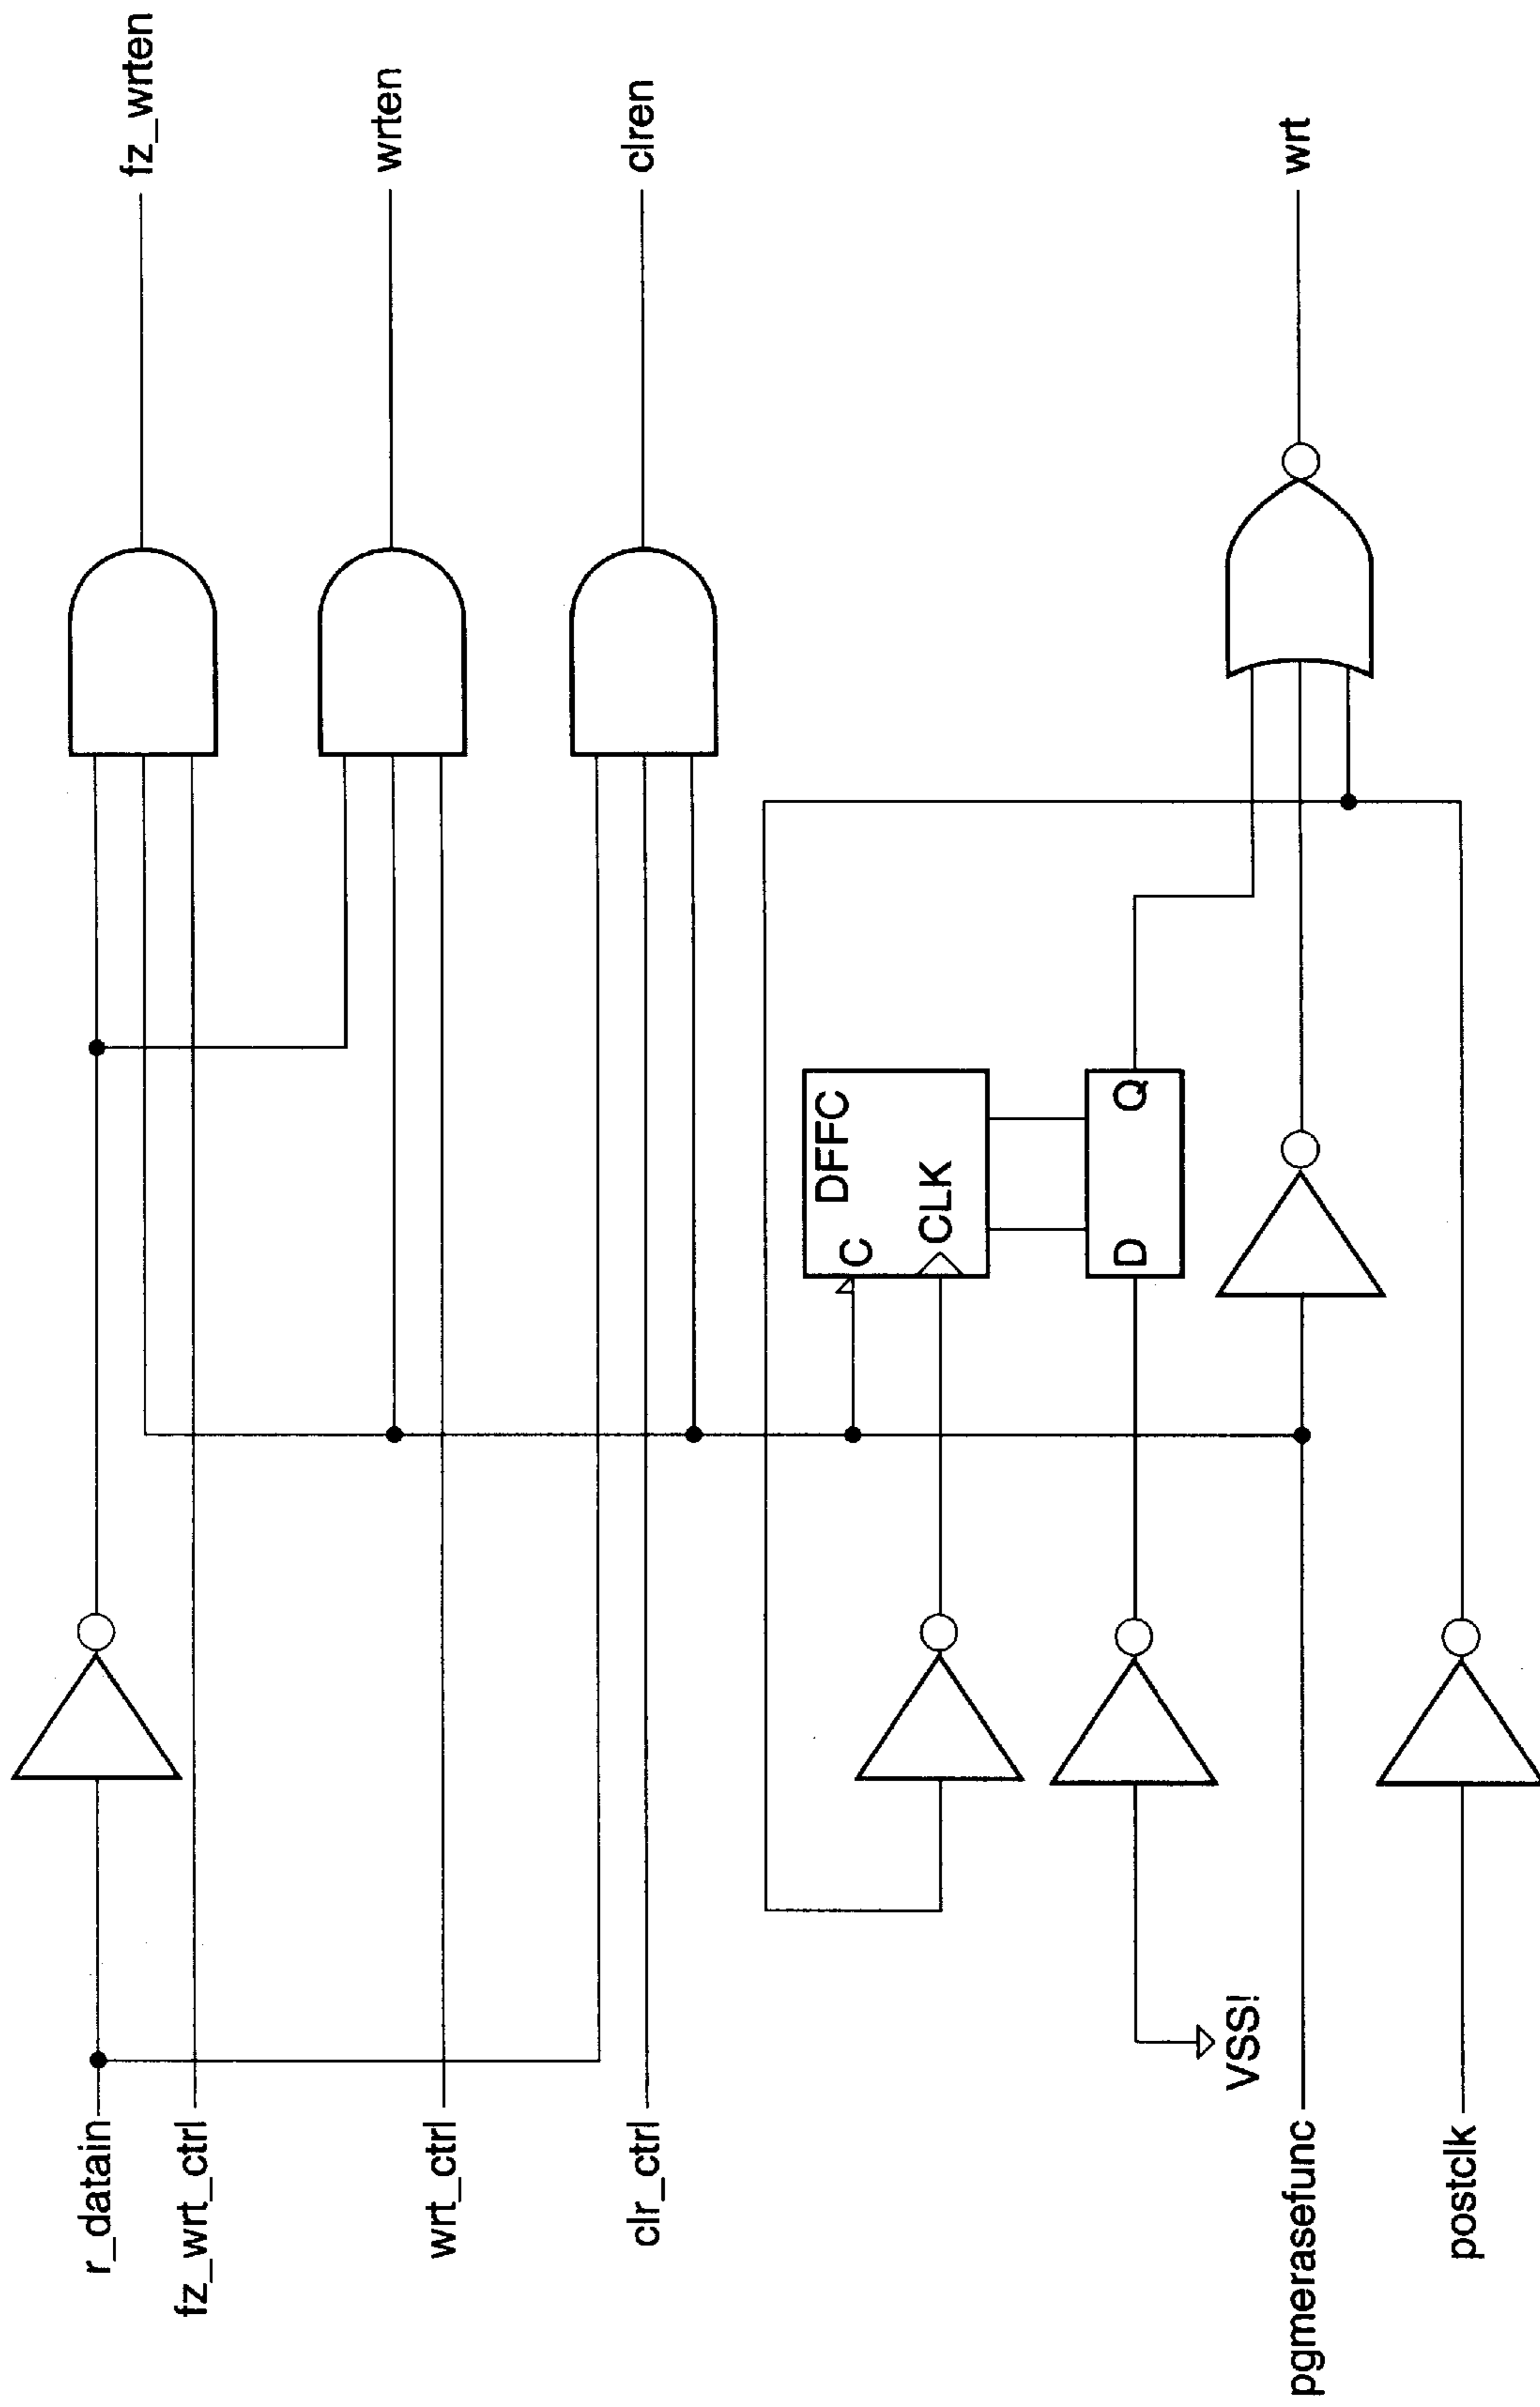 r_datain
fz_wrt_ctrl
wrt_ctrl
clr_ctrl
pgmerasefunc
postclk
VSS!
C
DFFC
CLK
D
Q
fz_wrten
wrten
clren
wrt